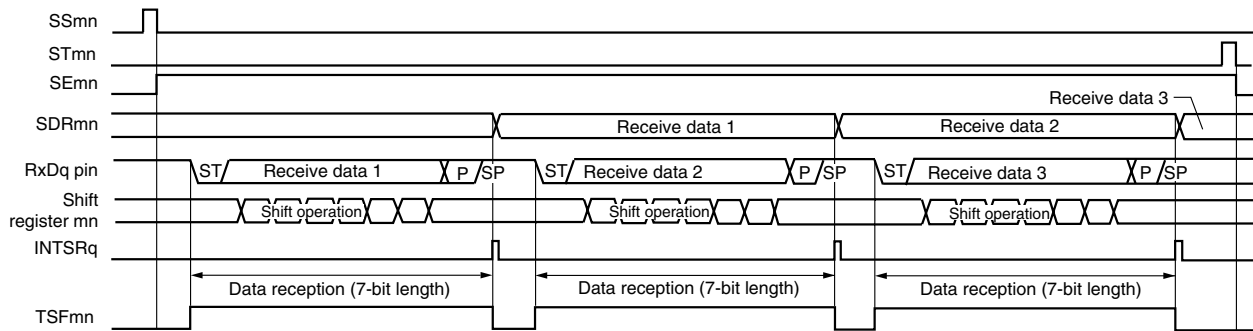 SSmn
STmn
SEmn
Receive data 3
SDRmn
Receive data 1
Receive data 2
RxDq pin
ST
Receive data 1
P
SP
ST
Receive data 2
P
SP
ST
Receive data 3
P
SP
Shift
register mn
Shift operation
Shift operation
Shift operation
INTSRq
Data reception (7-bit length)
Data reception (7-bit length)
Data reception (7-bit length)
TSFmn